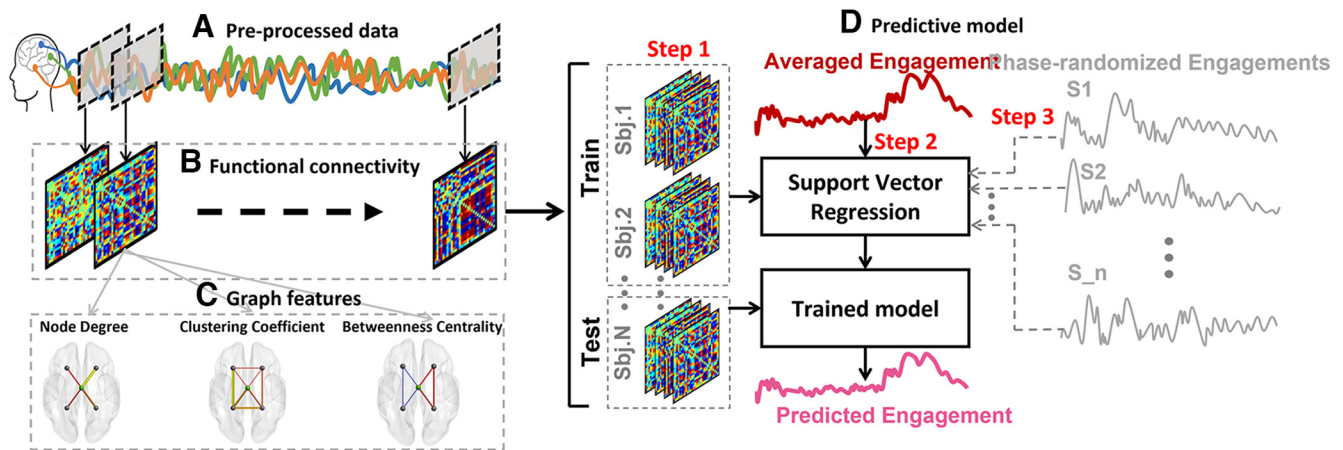 A Pre-processed data
B Functional connectivity
C Graph features
Node Degree
Clustering Coefficient
Betweenness Centrality
Train
Test
Step 1
Sbj.1
Sbj.2
Sbj.N
D Predictive model
Averaged Engagement
Phase-randomized Engagements
Step 2
Step 3
S1
S2
S_n
Support Vector
Regression
Trained model
Predicted Engagement